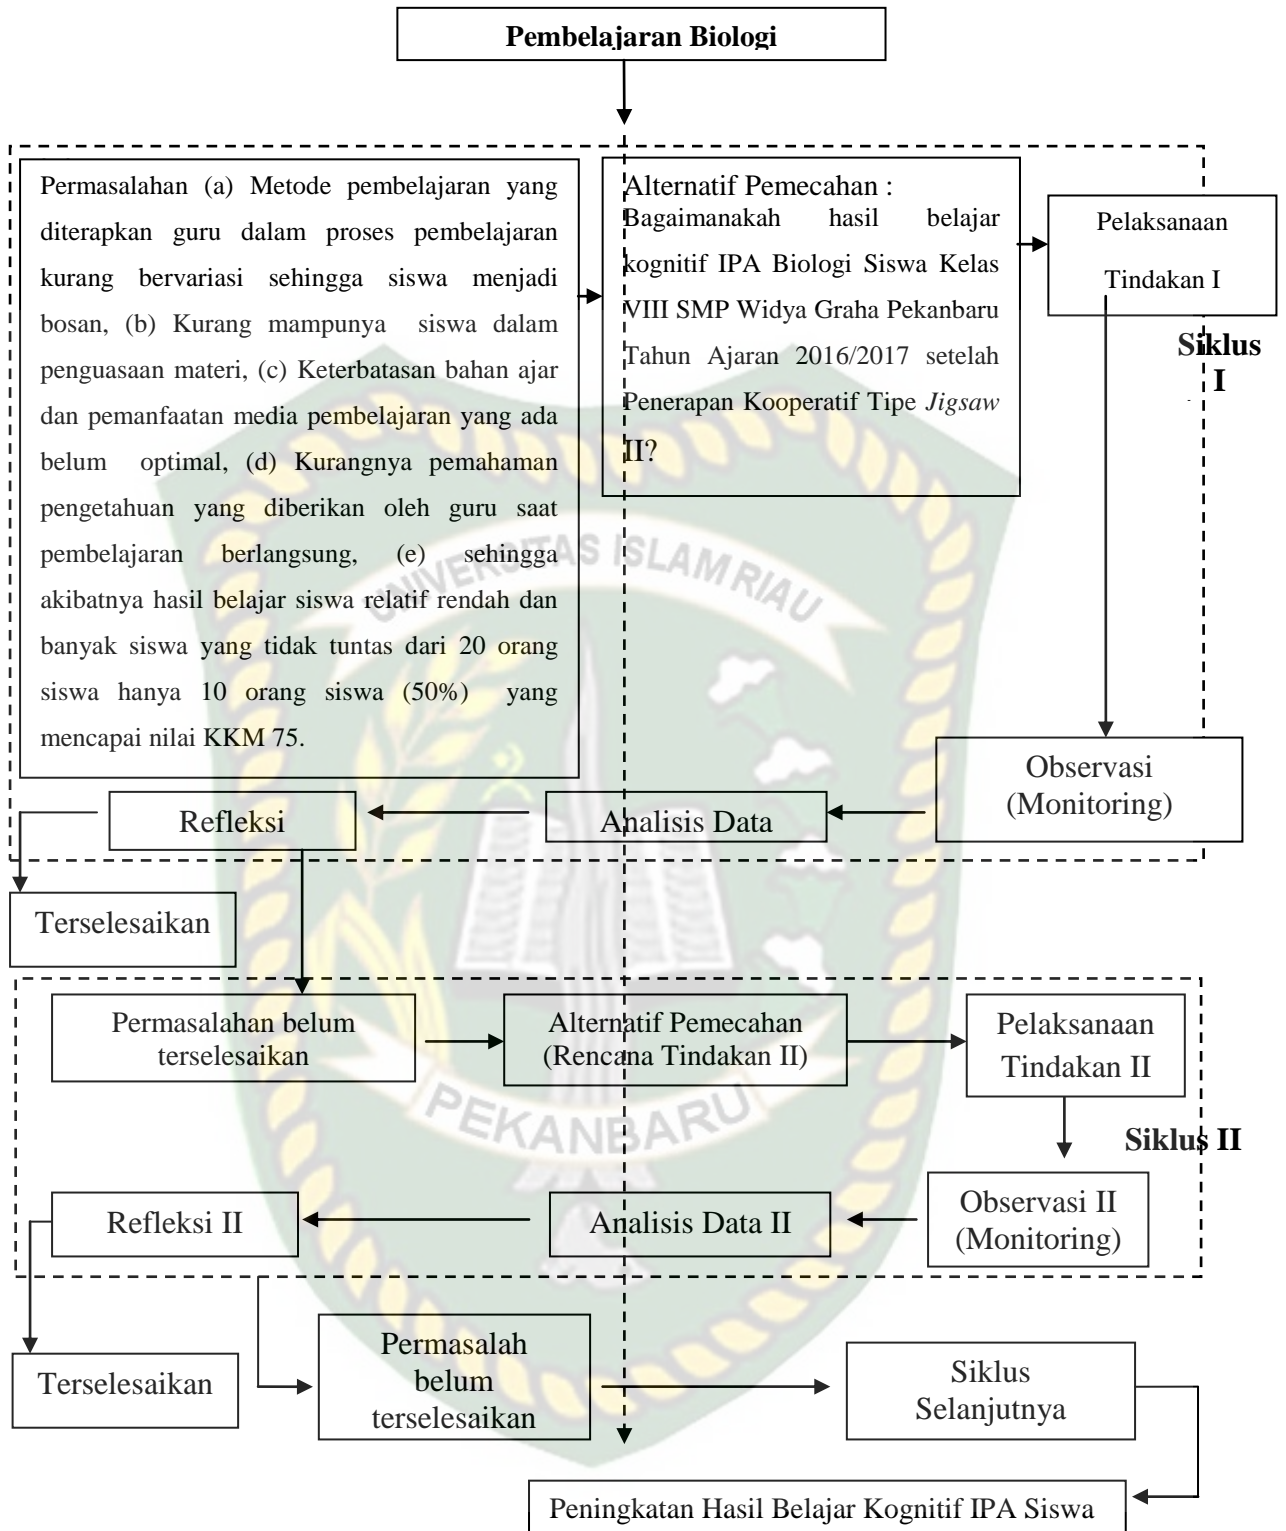 Pembelajaran Biologi
Permasalahan (a) Metode pembelajaran yang
diterapkan guru dalam proses pembelajaran
kurang bervariasi sehingga siswa menjadi
bosan, (b) Kurang mampunya siswa dalam
penguasaan materi, (c) Keterbatasan bahan ajar
dan pemanfaatan media pembelajaran yang ada
belum optimal, (d) Kurangnya pemahaman
pengetahuan yang diberikan oleh guru saat
pembelajaran berlangsung, (e) sehingga
akibatnya hasil belajar siswa relatif rendah dan
banyak siswa yang tidak tuntas dari 20 orang
siswa hanya 10 orang siswa (50%) yang
mencapai nilai KKM 75.
Alternatif Pemecahan :
Bagaimanakah hasil belajar
kognitif IPA Biologi Siswa Kelas
VIII SMP Widya Graha Pekanbaru
Tahun Ajaran 2016/2017 setelah
Penerapan Kooperatif Tipe Jigsaw
II?
Pelaksanaan
Tindakan I
Siklus
I
UNIVERSITAS ISLAM RIAU
Observasi
(Monitoring)
Analisis Data
Refleksi
Terselesaikan
Permasalahan belum
terselesaikan
Alternatif Pemecahan
(Rencana Tindakan II)
Pelaksanaan
Tindakan II
PEKANBARU
Siklus II
Observasi II
(Monitoring)
Analisis Data II
Refleksi II
Terselesaikan
Permasalah
belum
terselesaikan
Siklus
Selanjutnya
Peningkatan Hasil Belajar Kognitif IPA Siswa